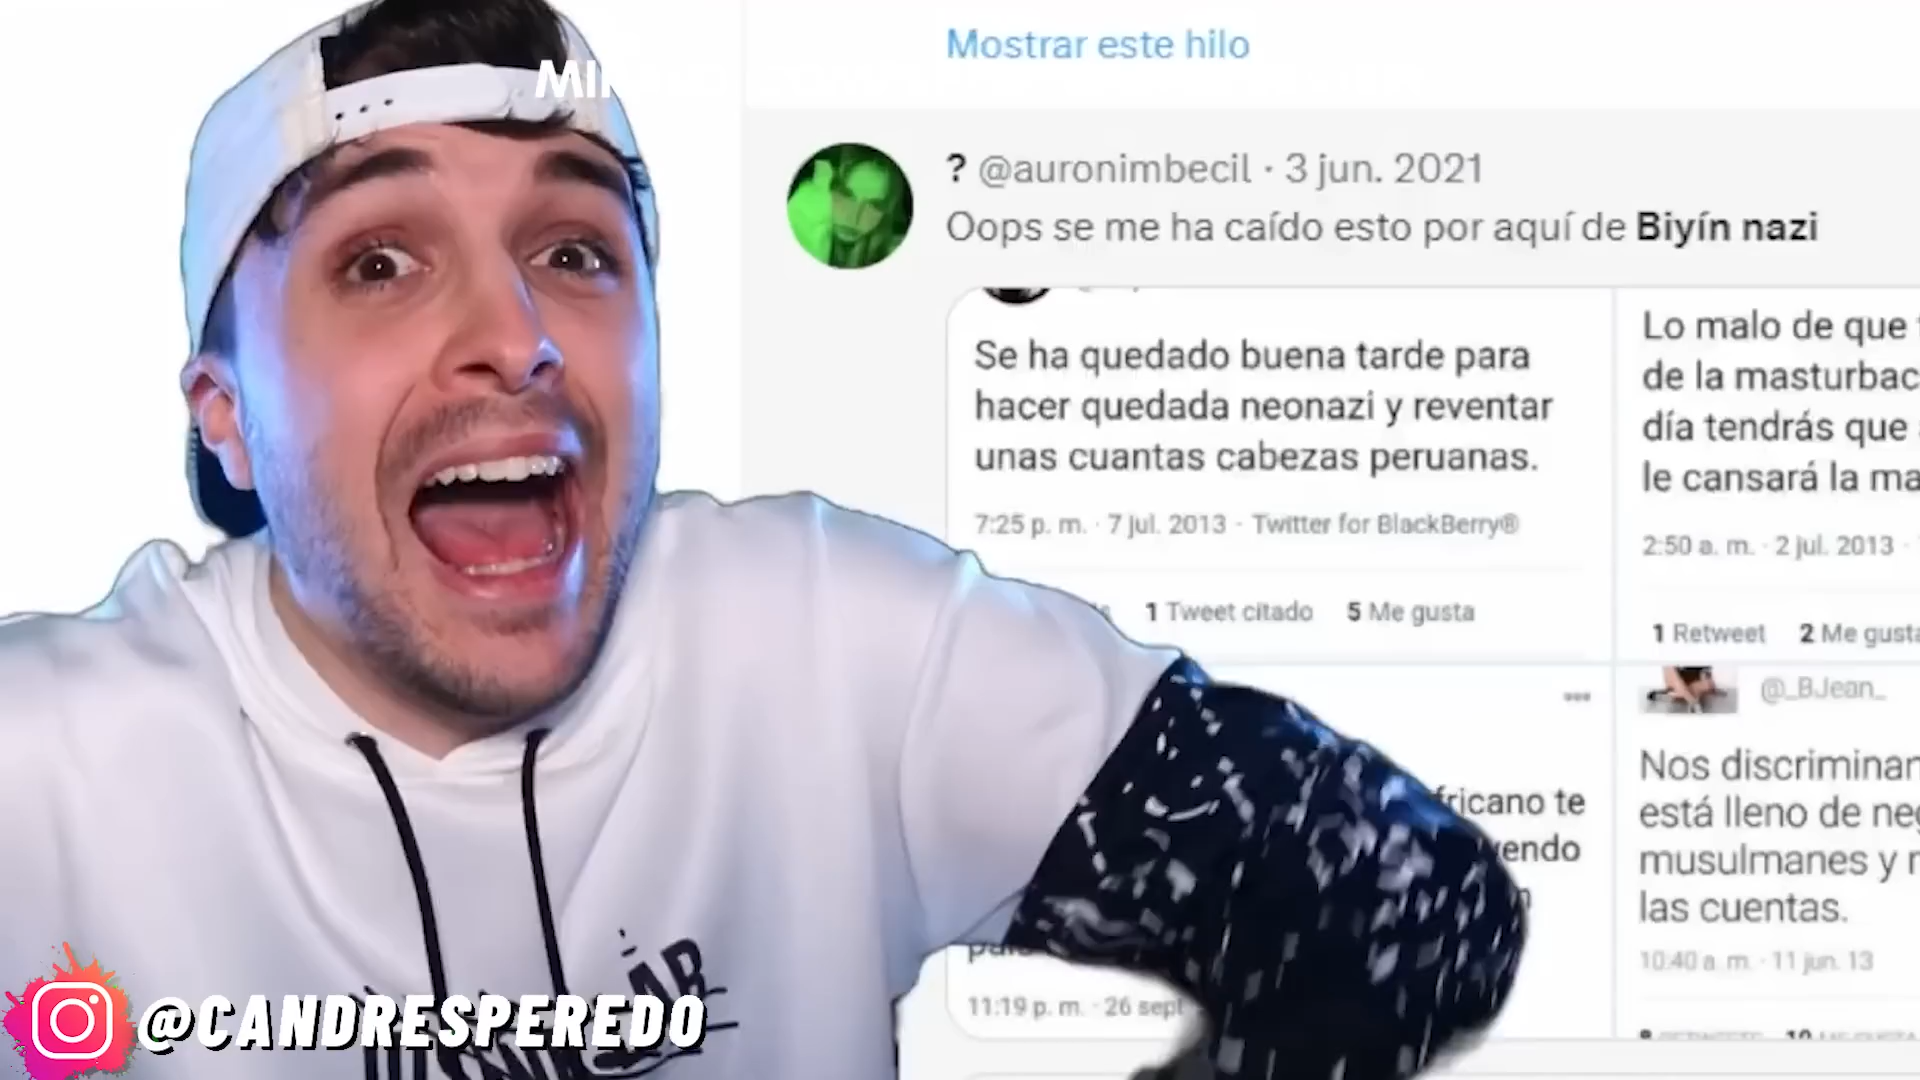 Mostrar este hilo
? @auronimbecil · 3 jun. 2021
Oops se me ha caído esto por aquí de Biyín nazi
Se ha quedado buena tarde para
hacer quedada neonazi y reventar
unas cuantas cabezas peruanas.
7:25 p. m. · 7 jul. 2013 · Twitter for BlackBerry®
1 Tweet citado 5 Me gusta
Lo malo de que
de la masturbac
día tendrás que
le cansará la ma
2:50 a. m. · 2 jul. 2013 ·
1 Retweet 2 Me gusta
fricano te
yendo
11:19 p. m. · 26 sept
@_BJean_
Nos discriminan
está lleno de neg
musulmanes y
las cuentas.
10:40 a. m. · 11 jun. 13
@CANDRESPEREDO